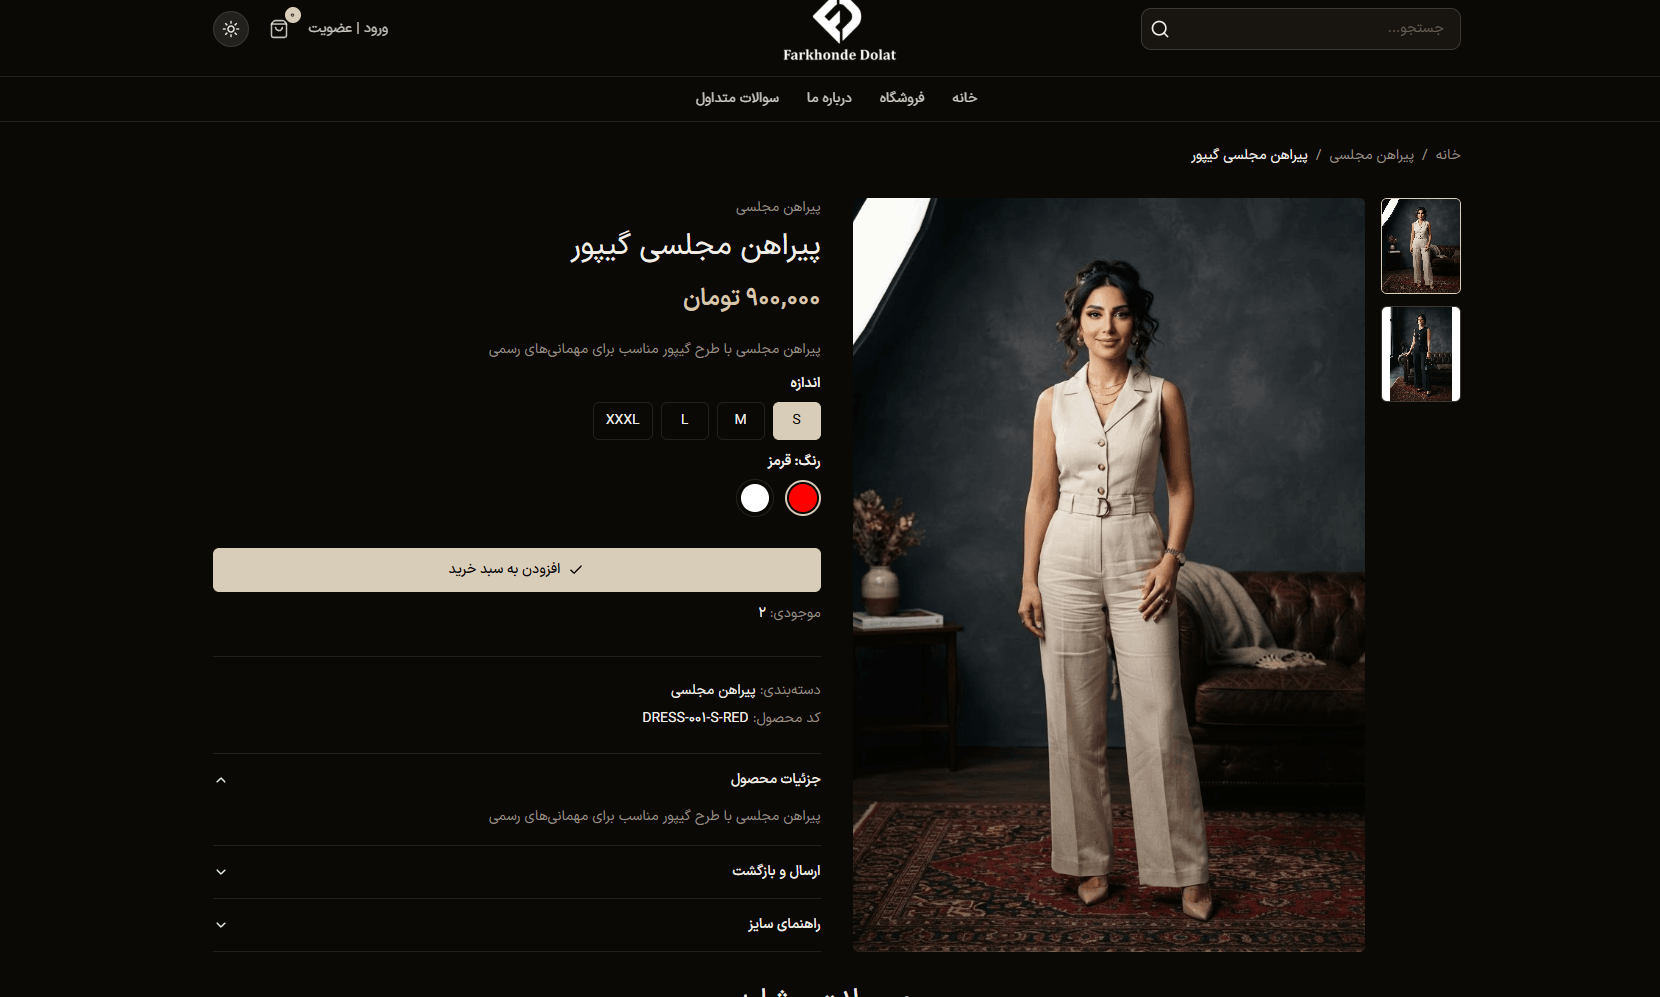 جستجو...
Farkhonde Dolat
ورود | عضویت
۰
خانه
فروشگاه
درباره ما
سوالات متداول
خانه / پیراهن مجلسی / پیراهن مجلسی گیپور
پیراهن مجلسی
پیراهن مجلسی گیپور
۹۰۰,۰۰۰ تومان
پیراهن مجلسی با طرح گیپور مناسب برای مهمانی‌های رسمی
اندازه
S
M
L
XXXL
رنگ: قرمز
افزودن به سبد خرید
موجودی: ۲
دسته‌بندی: پیراهن مجلسی
کد محصول: DRESS-۰۰۱-S-RED
جزئیات محصول
پیراهن مجلسی با طرح گیپور مناسب برای مهمانی‌های رسمی
ارسال و بازگشت
راهنمای سایز